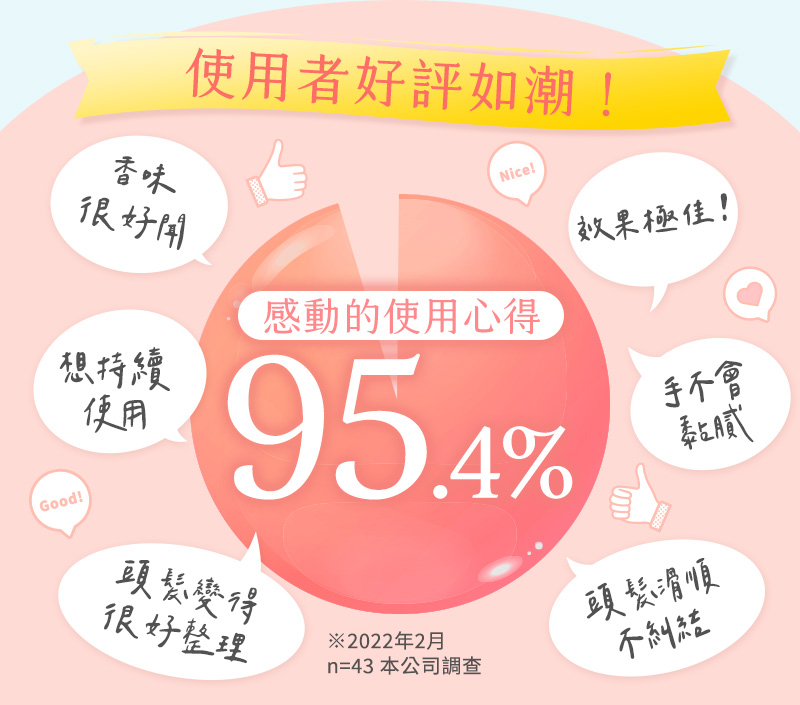 使用者好評如潮！
香味
很好聞
Nice!
效果極佳！
感動的使用心得
95.4%
想持續
使用
手不會
黏膩
Good!
頭髮變得
很好整理
頭髮滑順
不糾結
※2022年2月
n=43 本公司調查